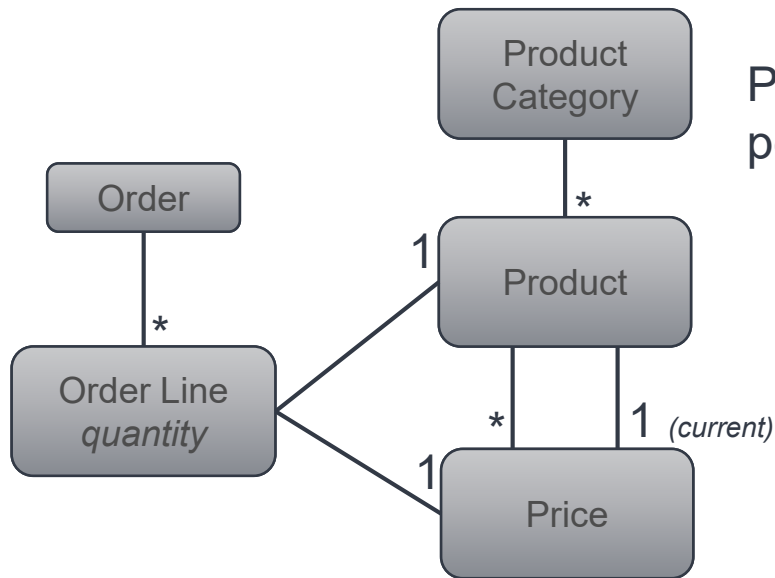 Product
Category
Order
*
1
Product
*
Order Line
quantity
*
1 (current)
1
Price